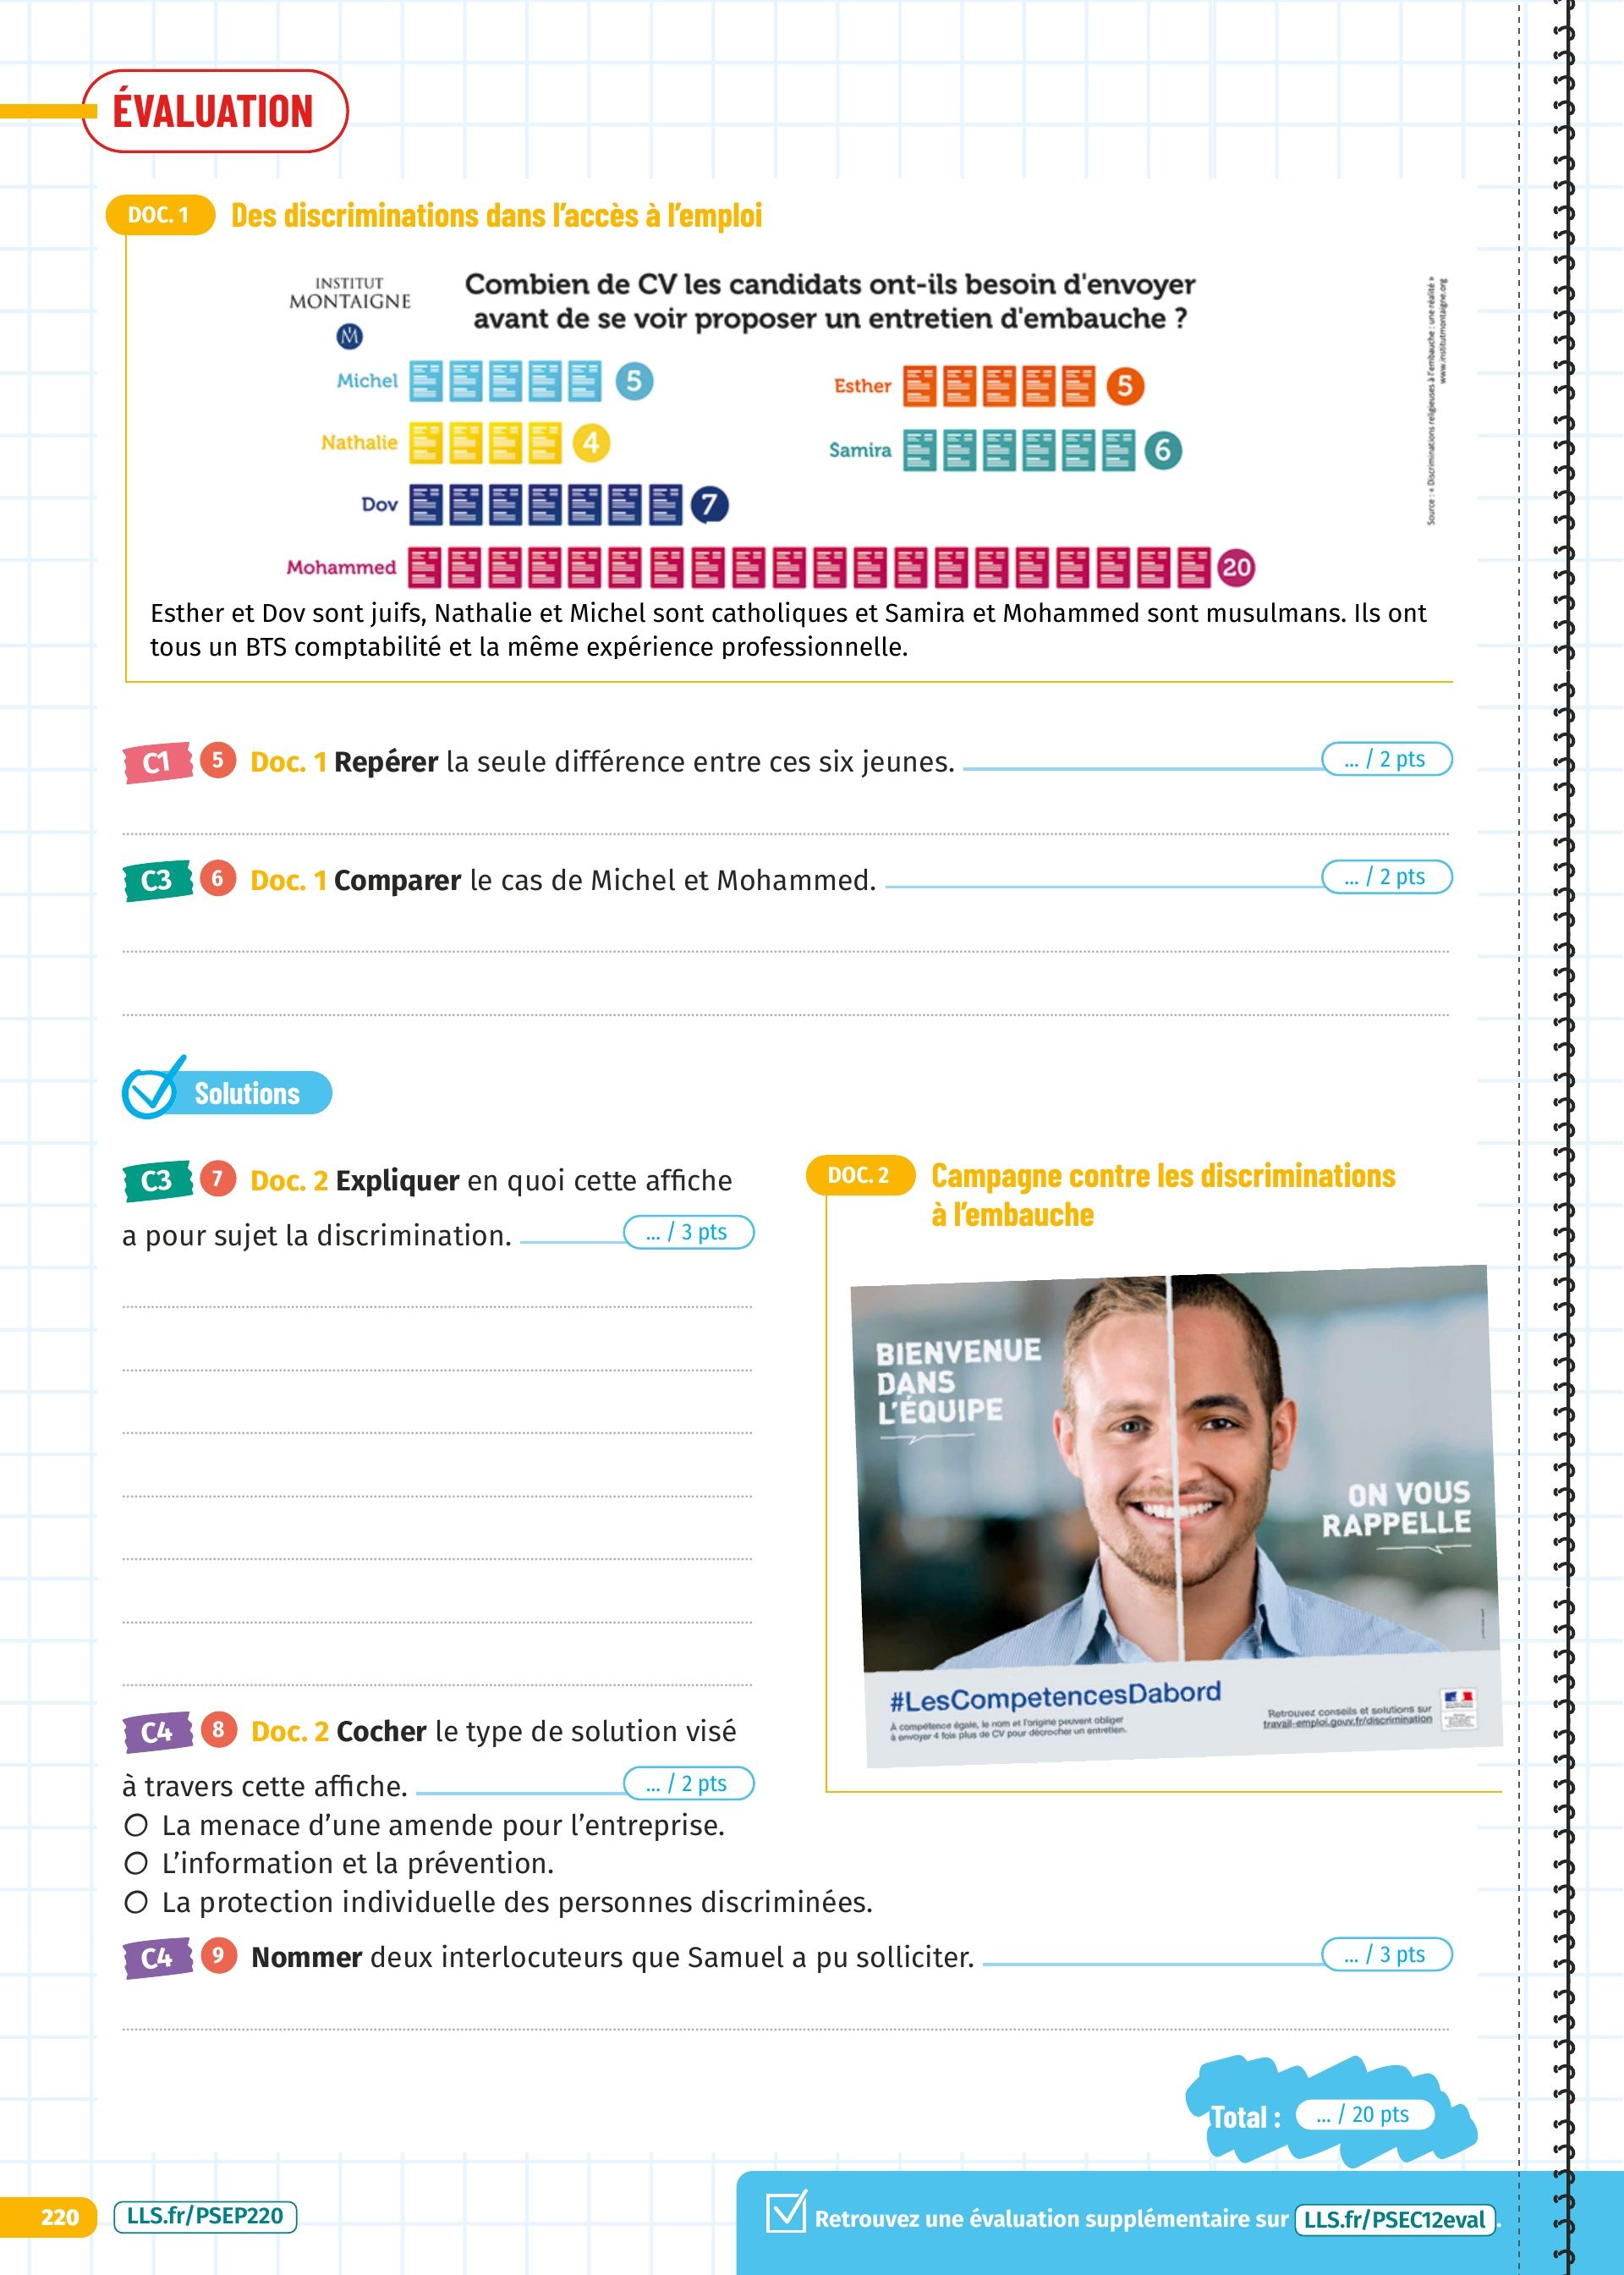 ÉVALUATION
DOC. 1 Des discriminations dans l'accès à l'emploi
INSTITUT
MONTAIGNE
M
Combien de CV les candidats ont-ils besoin d'envoyer
avant de se voir proposer un entretien d'embauche ?
Michel 5
Esther 5
Nathalie 4
Samira 6
Dov 7
Mohammed 20
Source : « Discriminations religieuses à l'embauche : une réalité »
www.institutmontaigne.org
Esther et Dov sont juifs, Nathalie et Michel sont catholiques et Samira et Mohammed sont musulmans. Ils ont
tous un BTS comptabilité et la même expérience professionnelle.
C1 5 Doc. 1 Repérer la seule différence entre ces six jeunes. ... / 2 pts
C3 6 Doc. 1 Comparer le cas de Michel et Mohammed. ... / 2 pts
Solutions
C3 7 Doc. 2 Expliquer en quoi cette affiche
a pour sujet la discrimination. ... / 3 pts
DOC. 2 Campagne contre les discriminations
à l'embauche
BIENVENUE
DANS
L'ÉQUIPE
ON VOUS
RAPPELLE
#LesCompetencesDabord
À compétence égale, le nom et l'origine peuvent obliger
à envoyer 4 fois plus de CV pour décrocher un entretien.
Retrouvez conseils et solutions sur
travail-emploi.gouv.fr/discrimination
C4 8 Doc. 2 Cocher le type de solution visé
à travers cette affiche. ... / 2 pts
La menace d'une amende pour l'entreprise.
L'information et la prévention.
La protection individuelle des personnes discriminées.
C4 9 Nommer deux interlocuteurs que Samuel a pu solliciter. ... / 3 pts
Total : ... / 20 pts
220 LLS.fr/PSEP220
Retrouvez une évaluation supplémentaire sur LLS.fr/PSEC12eval.